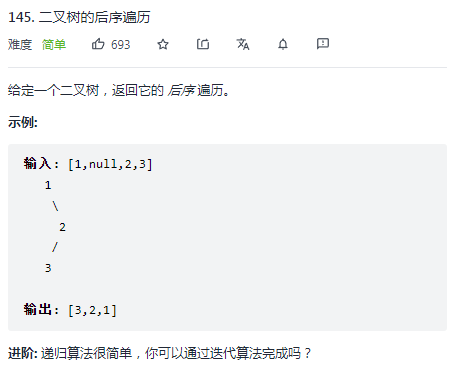 145. 二叉树的后序遍历
难度 简单 693
给定一个二叉树，返回它的 后序 遍历。
示例:
输入: [1,null,2,3]
1
\
2
/
3
输出: [3,2,1]
进阶: 递归算法很简单，你可以通过迭代算法完成吗？